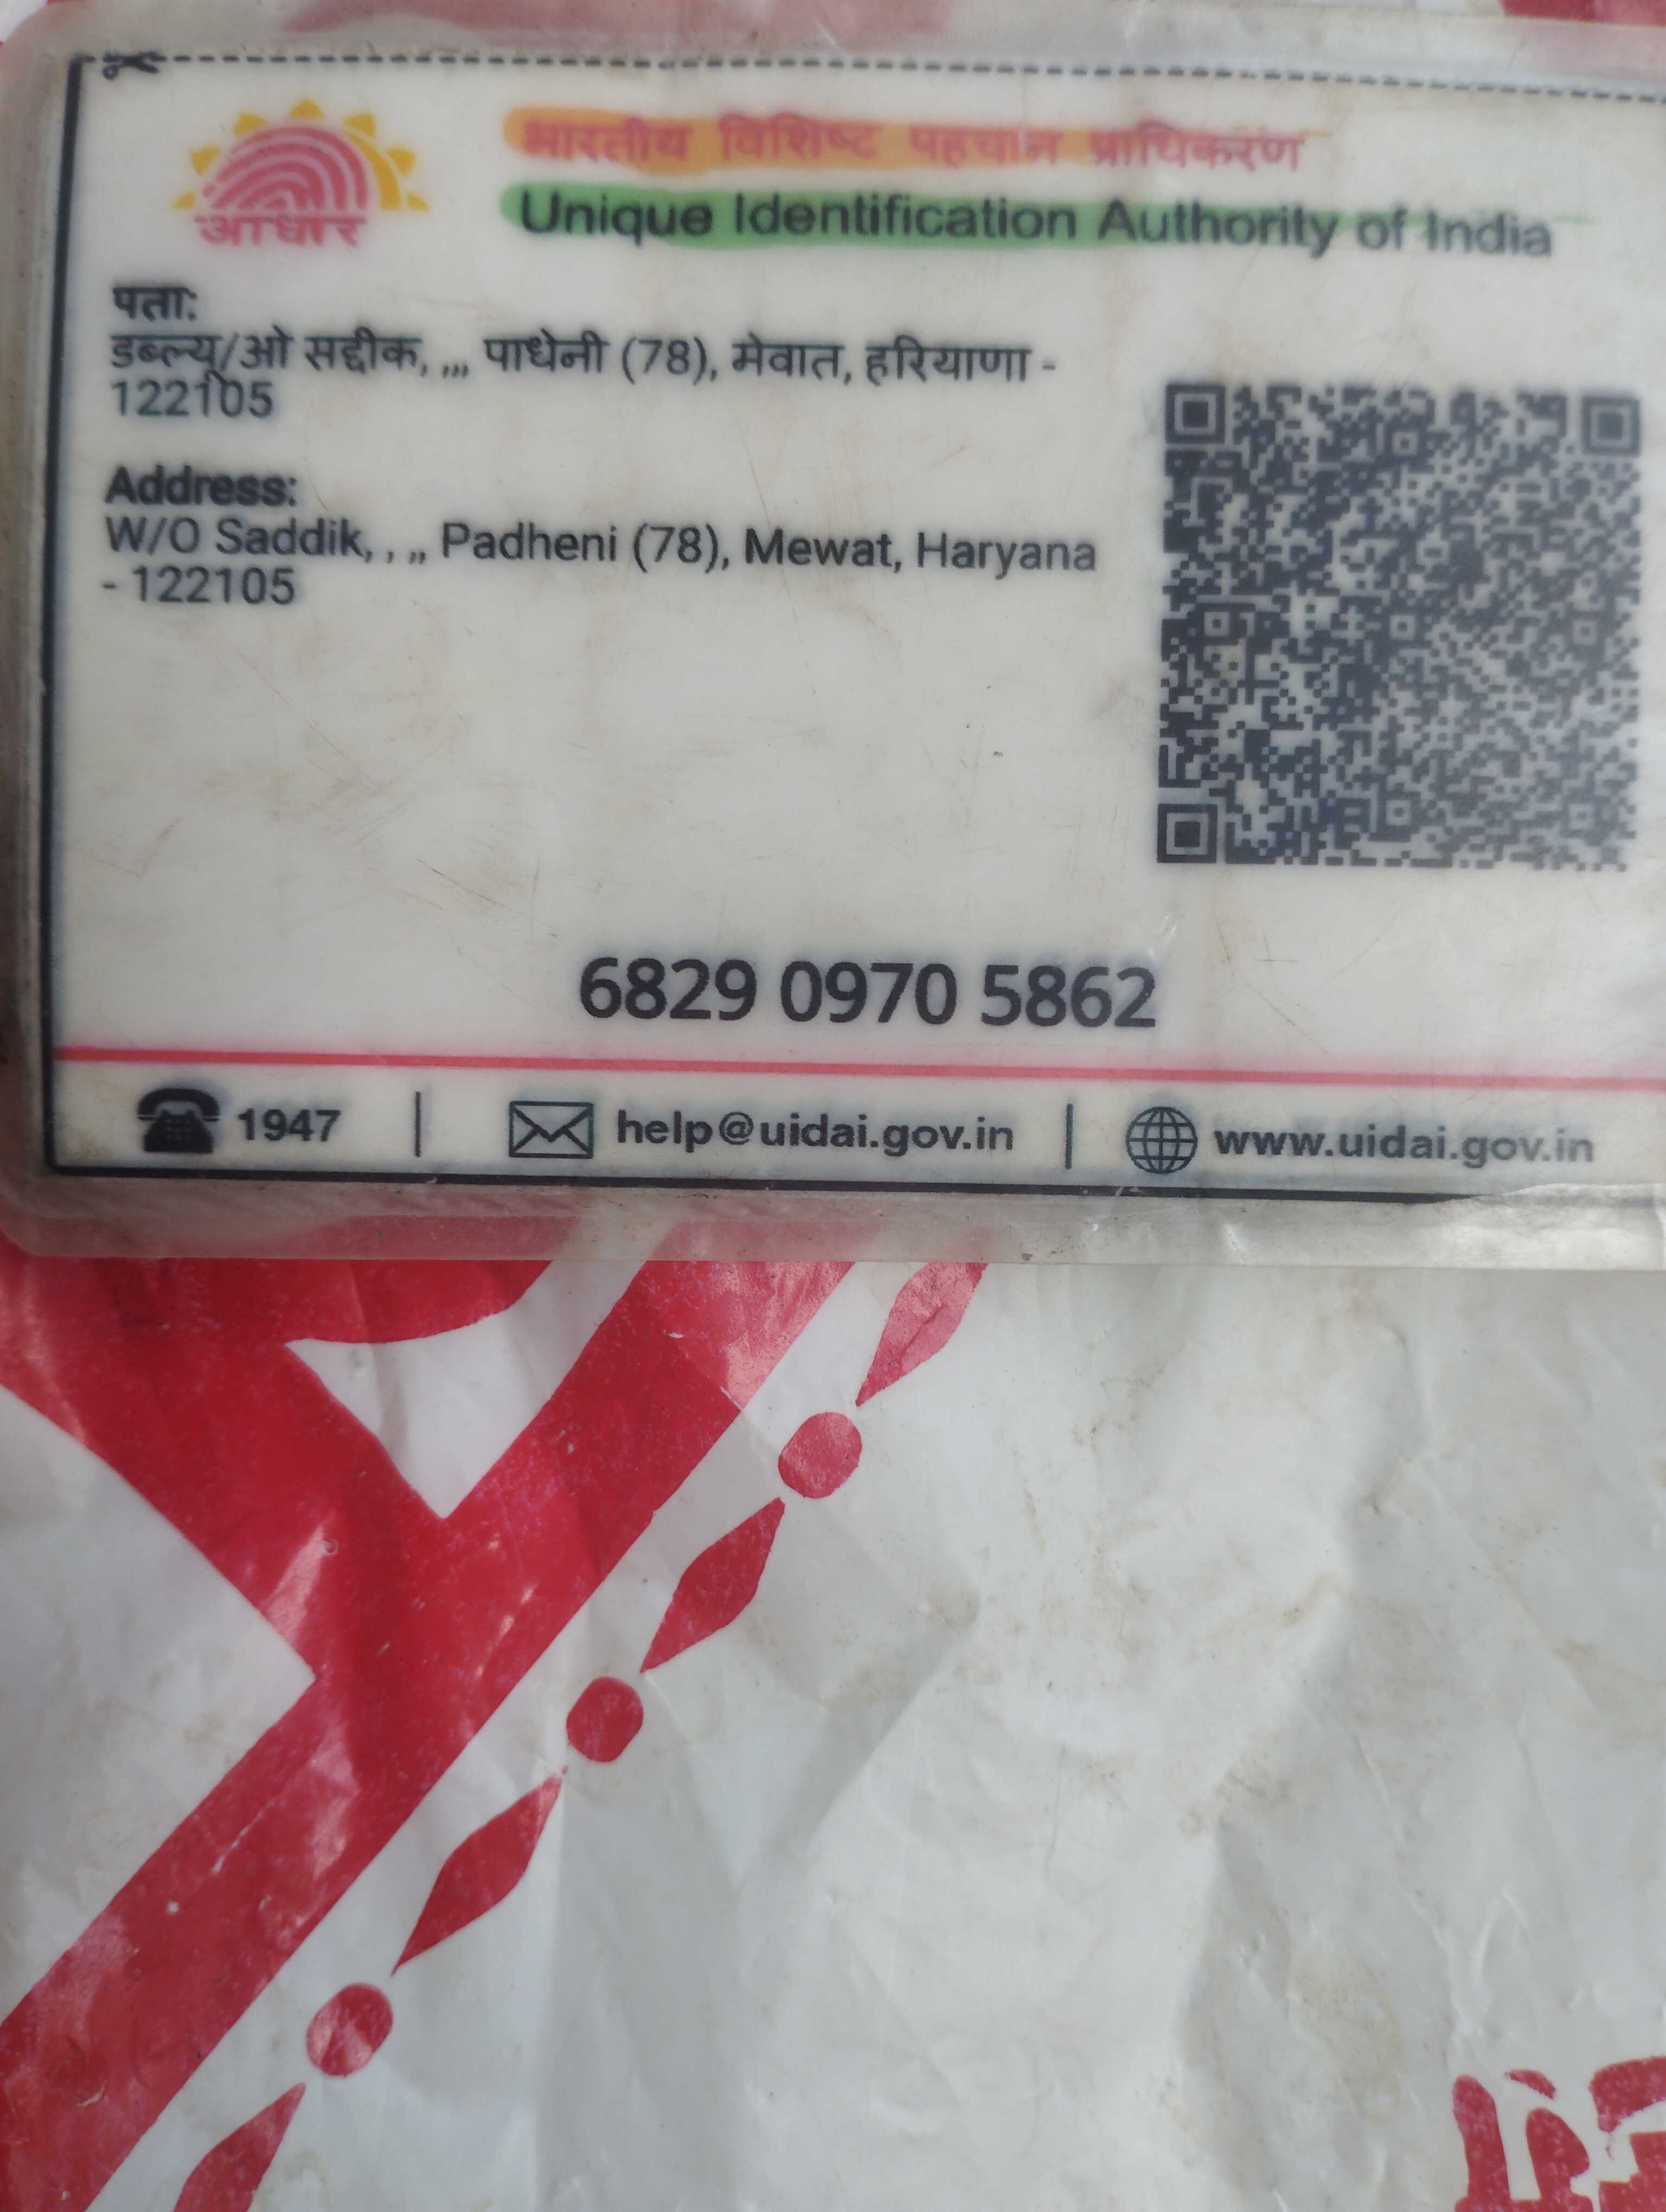 आधार
भारतीय विशिष्ट पहचान प्राधिकरण
Unique Identification Authority of India
पता:
डब्ल्यू/ओ सद्दीक, ,,, पाधेनी (78), मेवात, हरियाणा -
122105
Address:
W/O Saddik, , ,,, Padheni (78), Mewat, Haryana
- 122105
6829 0970 5862
1947 | help@uidai.gov.in | www.uidai.gov.in